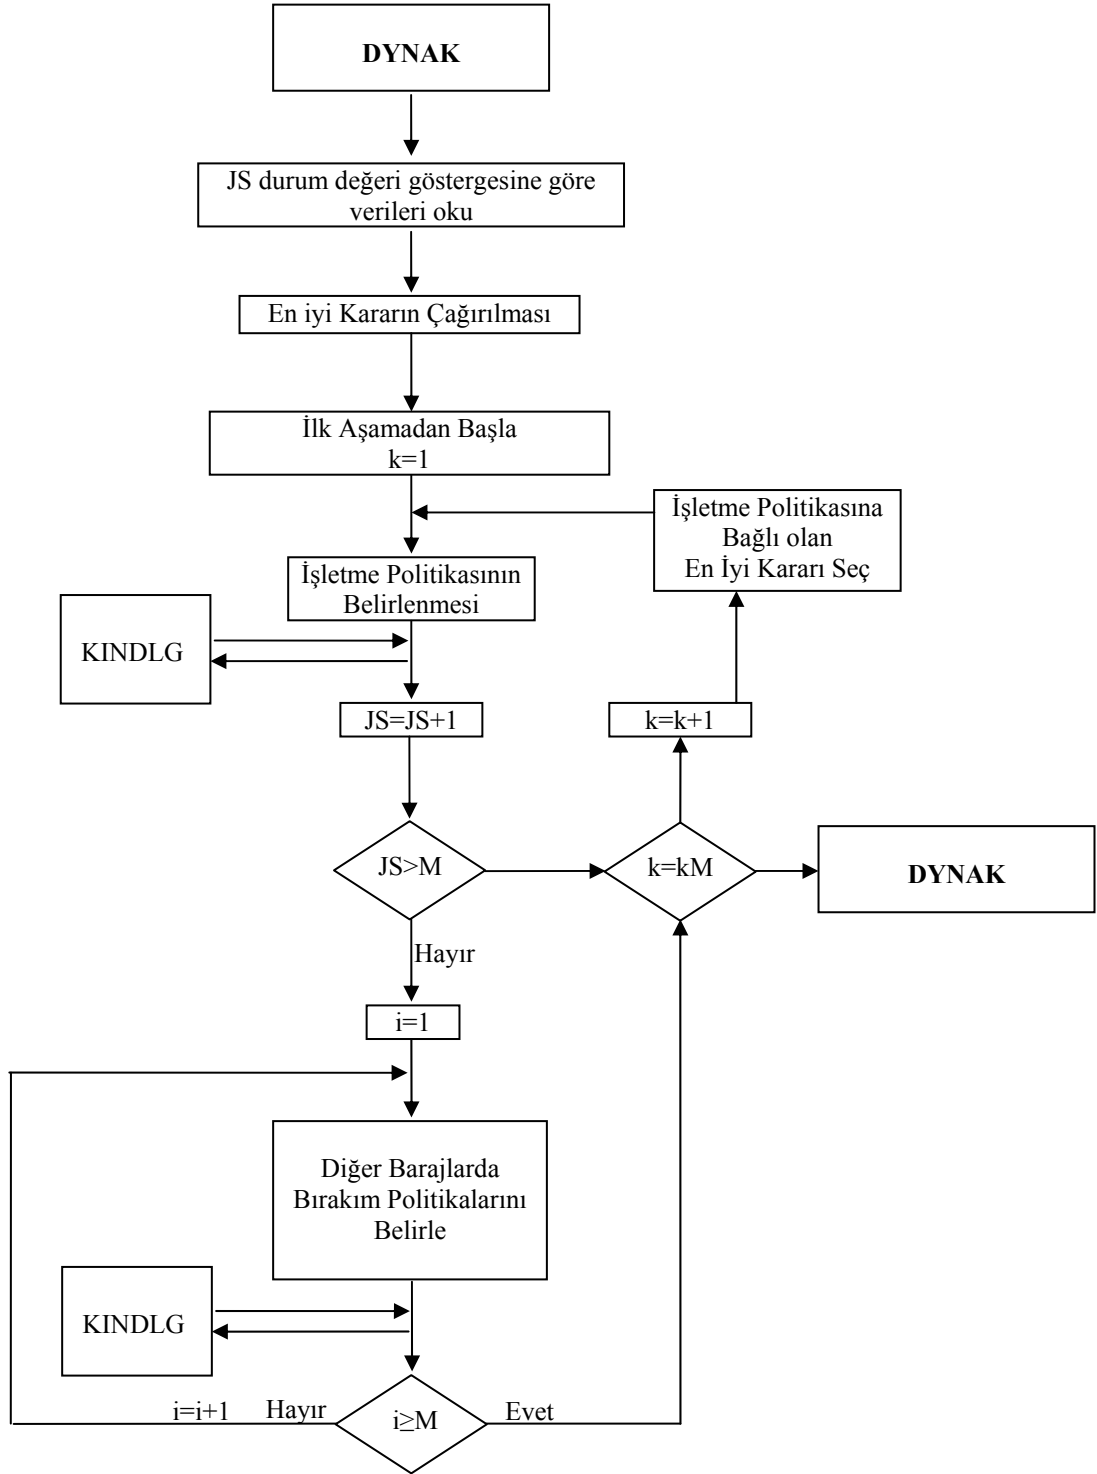 DYNAK
JS durum değeri göstergesine göre
verileri oku
En iyi Kararın Çağırılması
İlk Aşamadan Başla
k=1
İşletme Politikasına
Bağlı olan
En İyi Kararı Seç
İşletme Politikasının
Belirlenmesi
KINDLG
JS=JS+1
k=k+1
JS>M
k=kM
DYNAK
Hayır
i=1
Diğer Barajlarda
Bırakım Politikalarını
Belirle
KINDLG
i=i+1 Hayır
i≥M
Evet